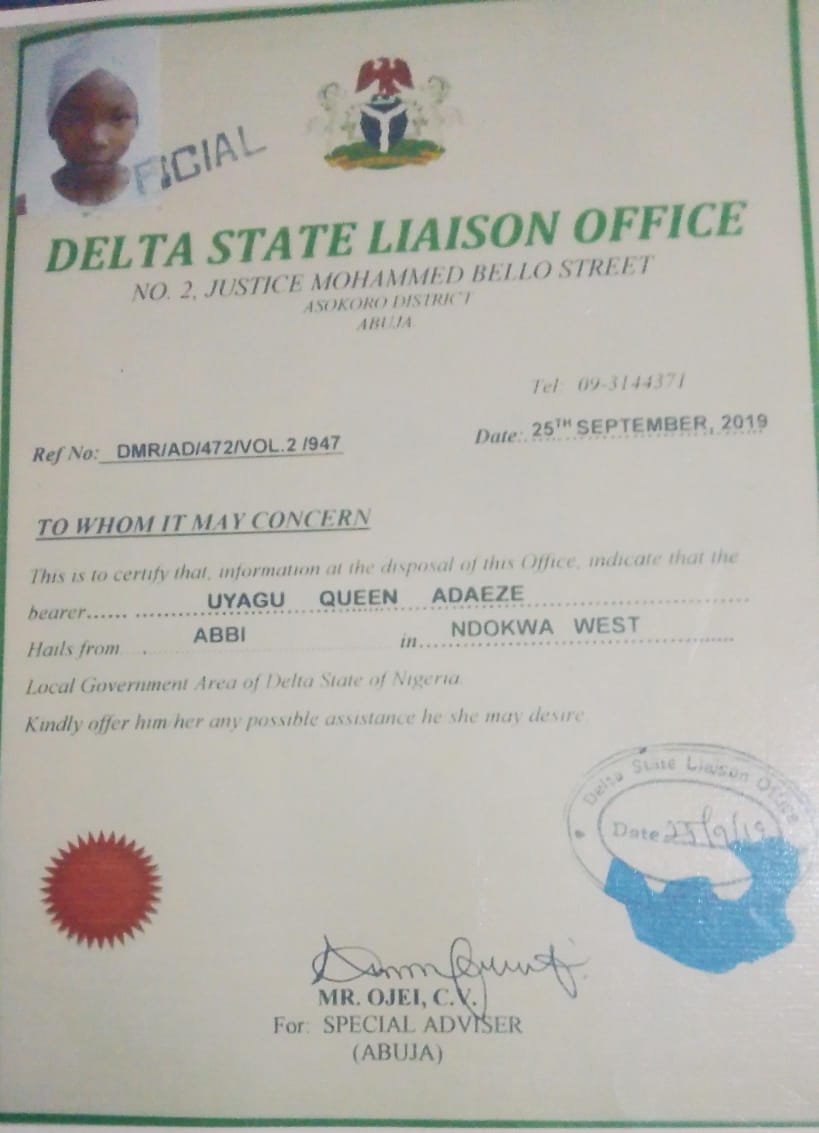 FICIAL
DELTA STATE LIAISON OFFICE
NO. 2, JUSTICE MOHAMMED BELLO STREET
ASOKORO DISTRICT
ABUJA
Tel: 09-3144371
Ref No: DMR/AD/472/VOL.2 /947
Date: 25TH SEPTEMBER, 2019
TO WHOM IT MAY CONCERN
This is to certify that, information at the disposal of this Office, indicate that the
bearer...... UYAGU QUEEN ADAEZE
Hails from ABBI in NDOKWA WEST
Local Government Area of Delta State of Nigeria.
Kindly offer him/her any possible assistance he/she may desire.
Delta State Liaison Office
Date 25/9/19
MR. OJEI, C.Y.
For: SPECIAL ADVISER
(ABUJA)